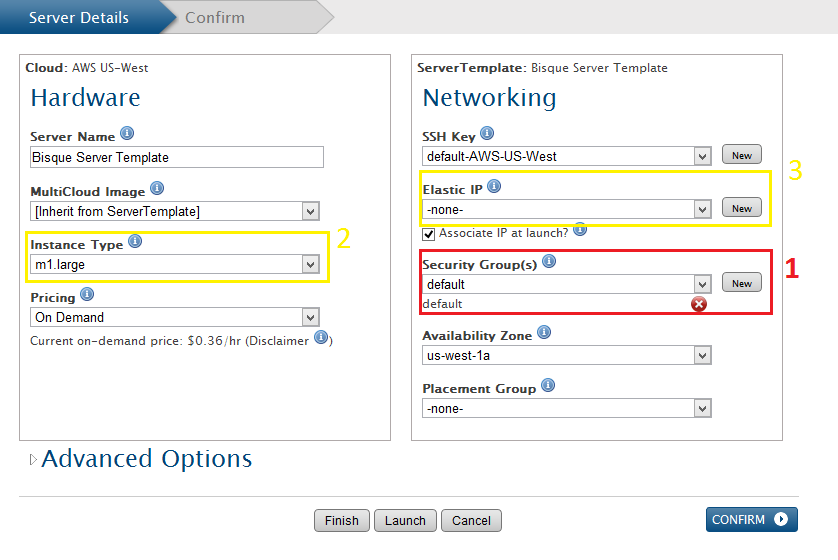 Server Details
Confirm
Cloud: AWS US-West
Hardware
Server Name
Bisque Server Template
MultiCloud Image
[Inherit from ServerTemplate]
Instance Type
m1.large
2
Pricing
On Demand
Current on-demand price: $0.36/hr (Disclaimer )
ServerTemplate: Bisque Server Template
Networking
SSH Key
default-AWS-US-West
New
Elastic IP
-none-
New
3
Associate IP at launch?
Security Group(s)
default
New
default
1
Availability Zone
us-west-1a
Placement Group
-none-
Advanced Options
Finish
Launch
Cancel
CONFIRM